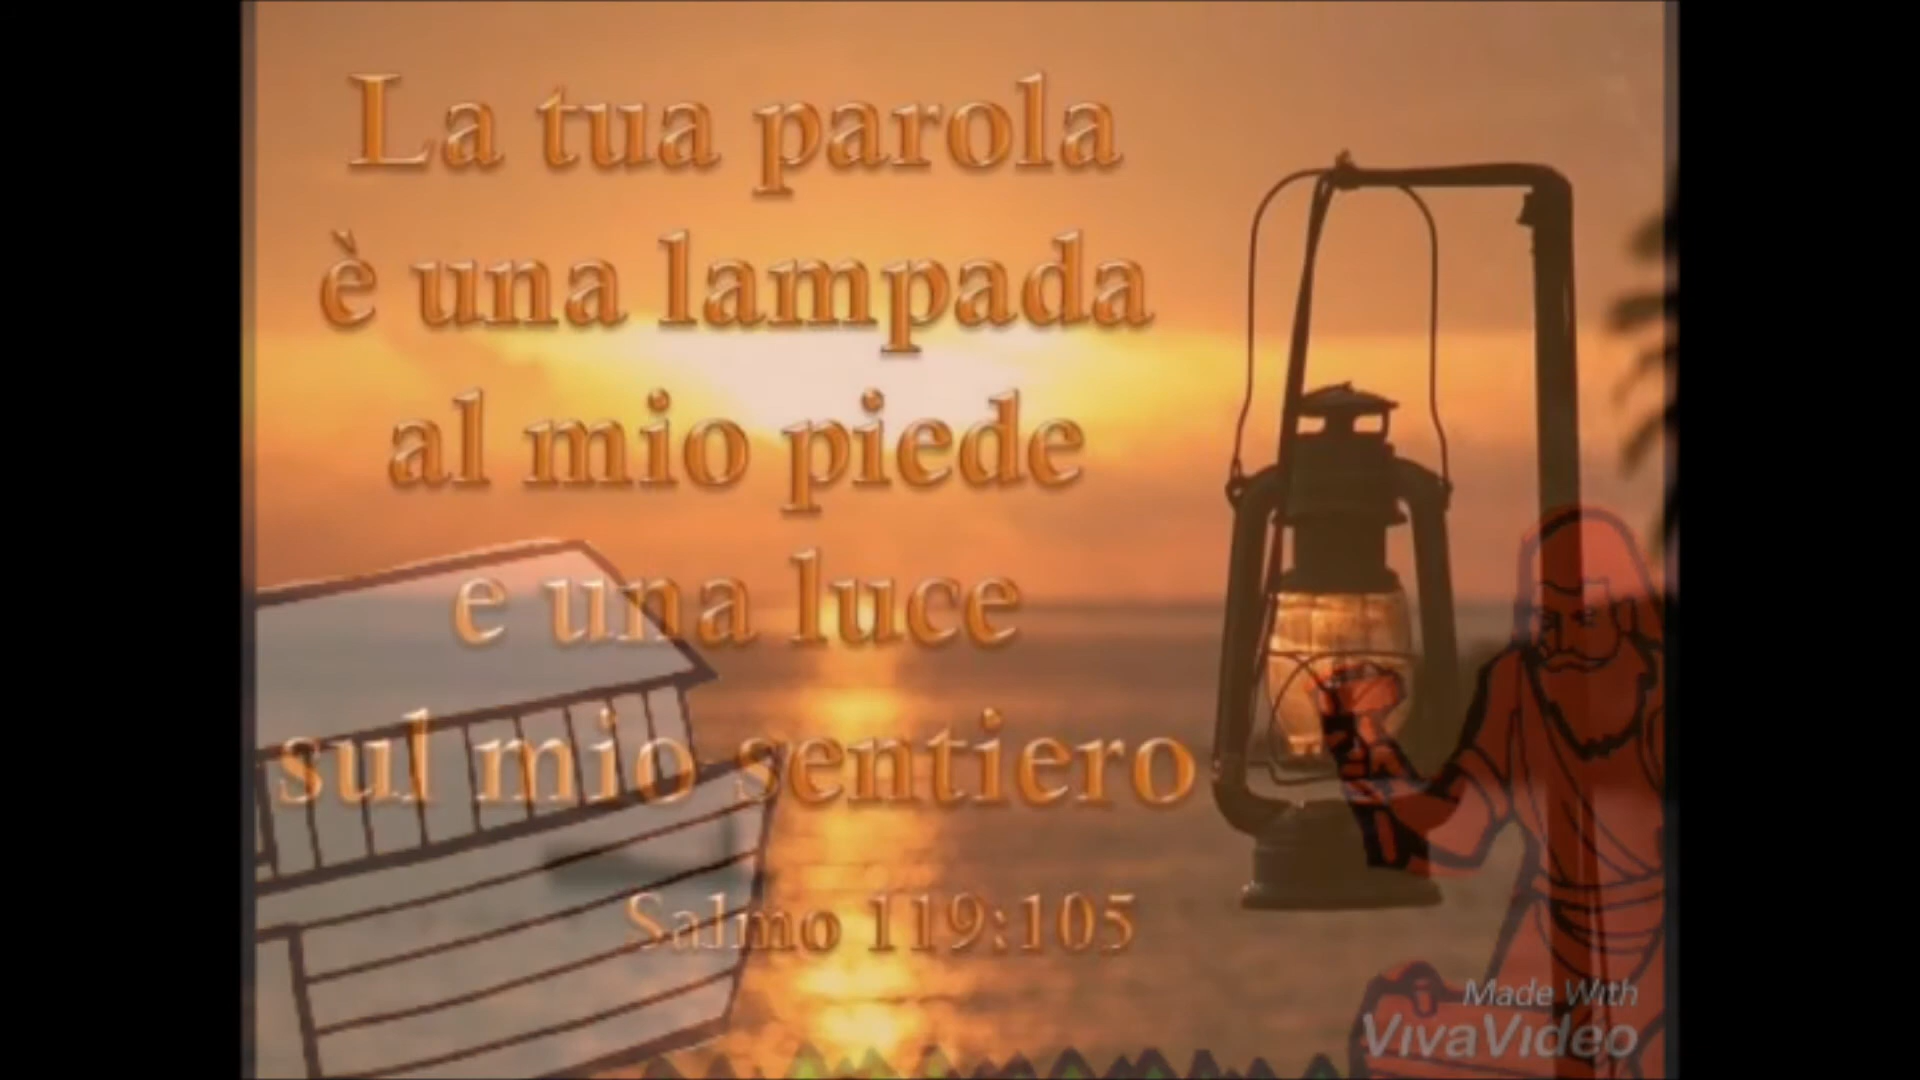 La tua parola
è una lampada
al mio piede
e una luce
sul mio sentiero
Salmo 119:105
Made With
VivaVideo